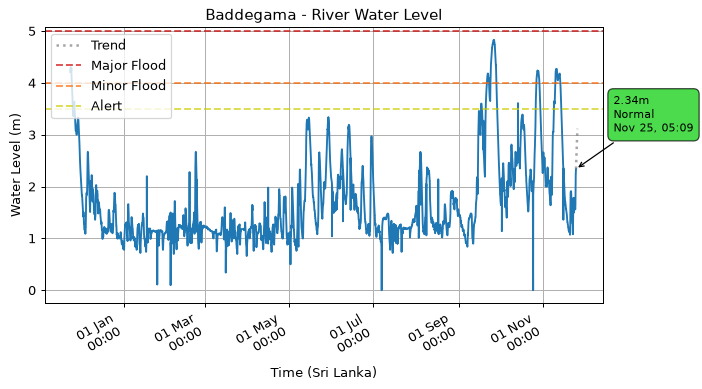 Baddegama - River Water Level
Trend
Major Flood
Minor Flood
Alert
2.34m
Normal
Nov 25, 05:09
Water Level (m)
5
4
3
2
1
0
01 Jan
00:00
01 Mar
00:00
01 May
00:00
01 Jul
00:00
01 Sep
00:00
01 Nov
00:00
Time (Sri Lanka)